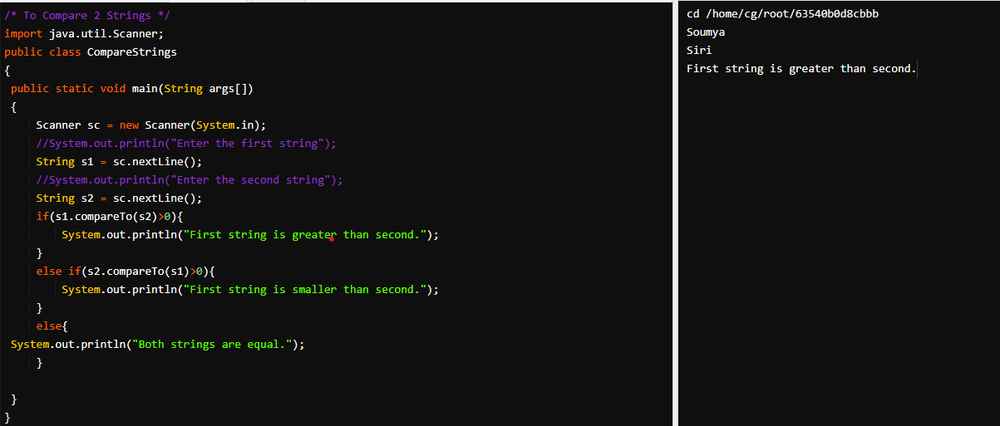 /* To Compare 2 Strings */
import java.util.Scanner;
public class CompareStrings
{
public static void main(String args[])
{
Scanner sc = new Scanner(System.in);
//System.out.println("Enter the first string");
String s1 = sc.nextLine();
//System.out.println("Enter the second string");
String s2 = sc.nextLine();
if(s1.compareTo(s2)>0){
System.out.println("First string is greater than second.");
}
else if(s2.compareTo(s1)>0){
System.out.println("First string is smaller than second.");
}
else{
System.out.println("Both strings are equal.");
}
}
}
cd /home/cg/root/63540b0d8cbbb
Soumya
Siri
First string is greater than second.